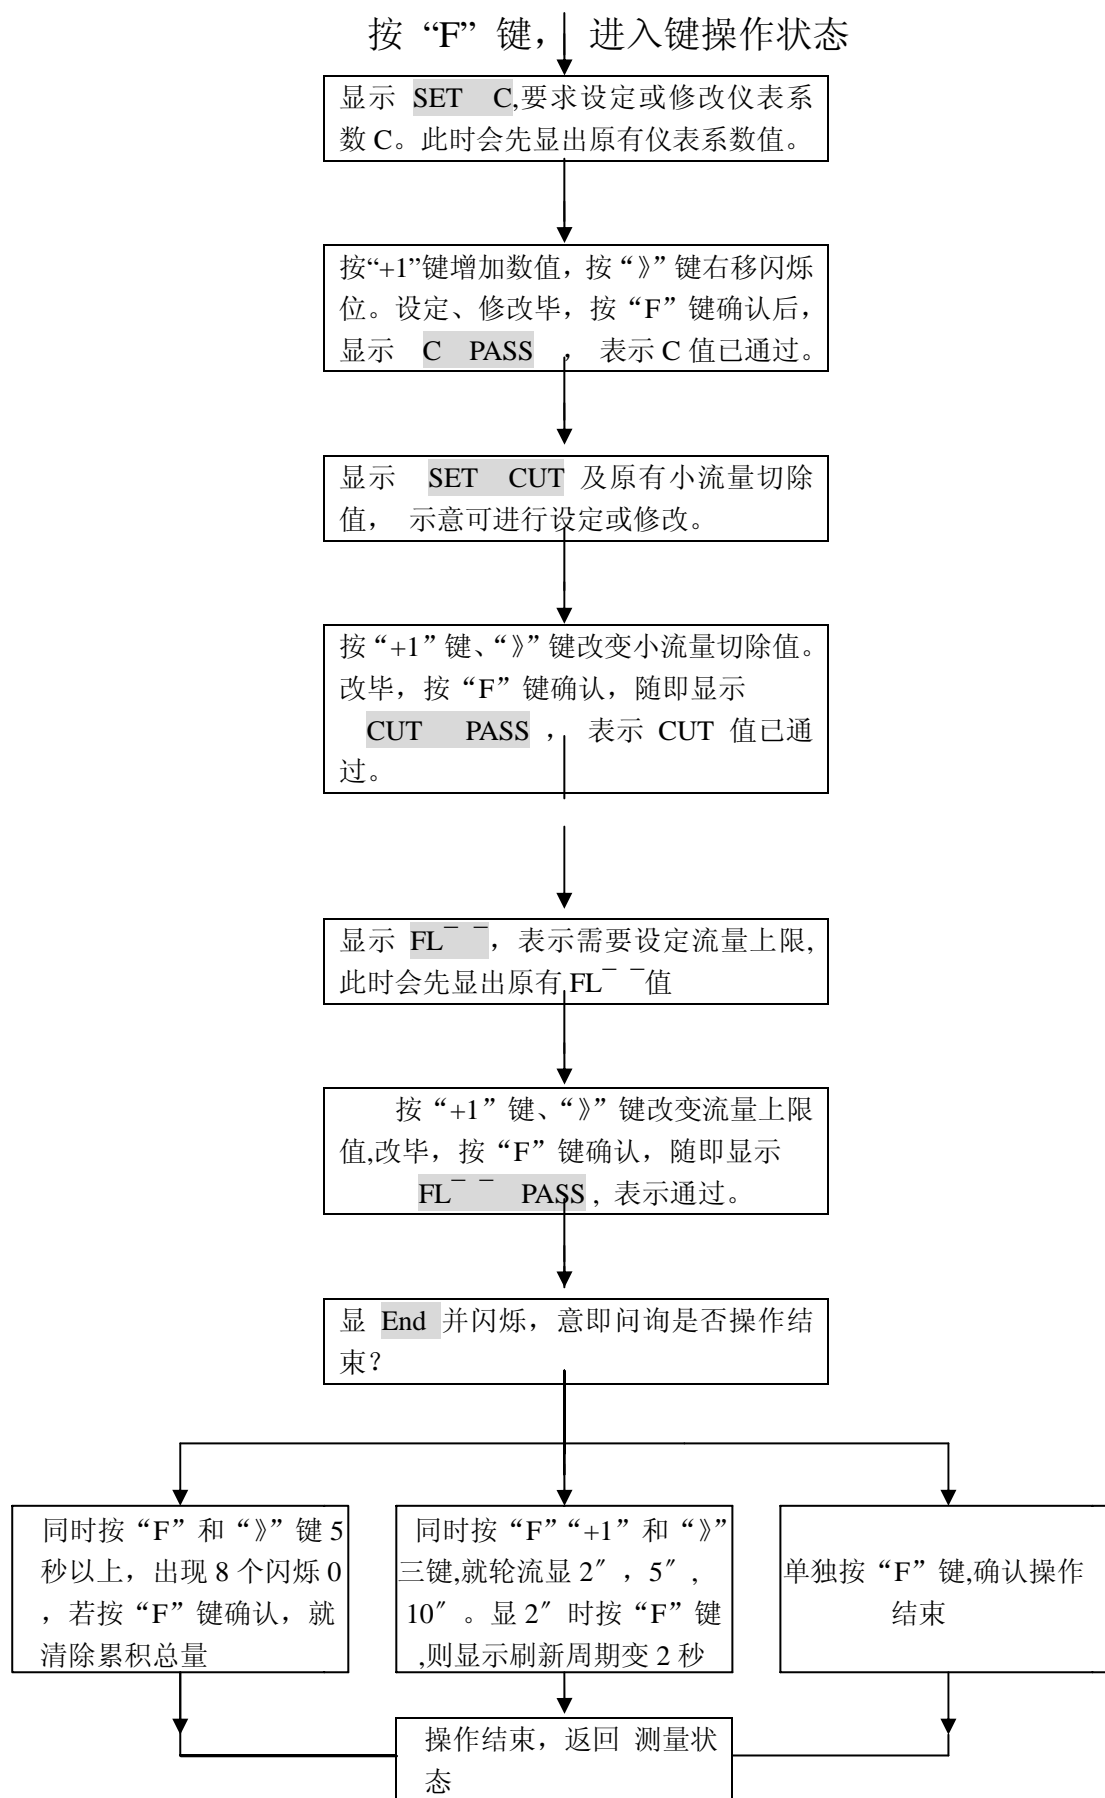 按 “F” 键， 进入键操作状态
显示 SET C,要求设定或修改仪表系
数 C。此时会先显出原有仪表系数值。
按“+1”键增加数值，按“》”键右移闪烁
位。设定、修改毕，按“F”键确认后，
显示 C PASS ， 表示 C 值已通过。
显示 SET CUT 及原有小流量切除
值， 示意可进行设定或修改。
按“+1”键、“》”键改变小流量切除值。
改毕，按“F”键确认，随即显示
CUT PASS ， 表示 CUT 值已通
过。
显示 FL¯ ¯，表示需要设定流量上限,
此时会先显出原有 FL¯ ¯值
按“+1”键、“》”键改变流量上限
值,改毕，按“F”键确认，随即显示
FL¯ ¯ PASS , 表示通过。
显 End 并闪烁，意即问询是否操作结
束？
同时按“F”和“》”键 5
秒以上，出现 8 个闪烁 0
，若按“F”键确认，就
清除累积总量
同时按“F”“+1”和“》”
三键,就轮流显 2″ ，5″ ,
10″ 。显 2″ 时按“F”键
,则显示刷新周期变 2 秒
单独按“F”键,确认操作
结束
操作结束，返回 测量状
态